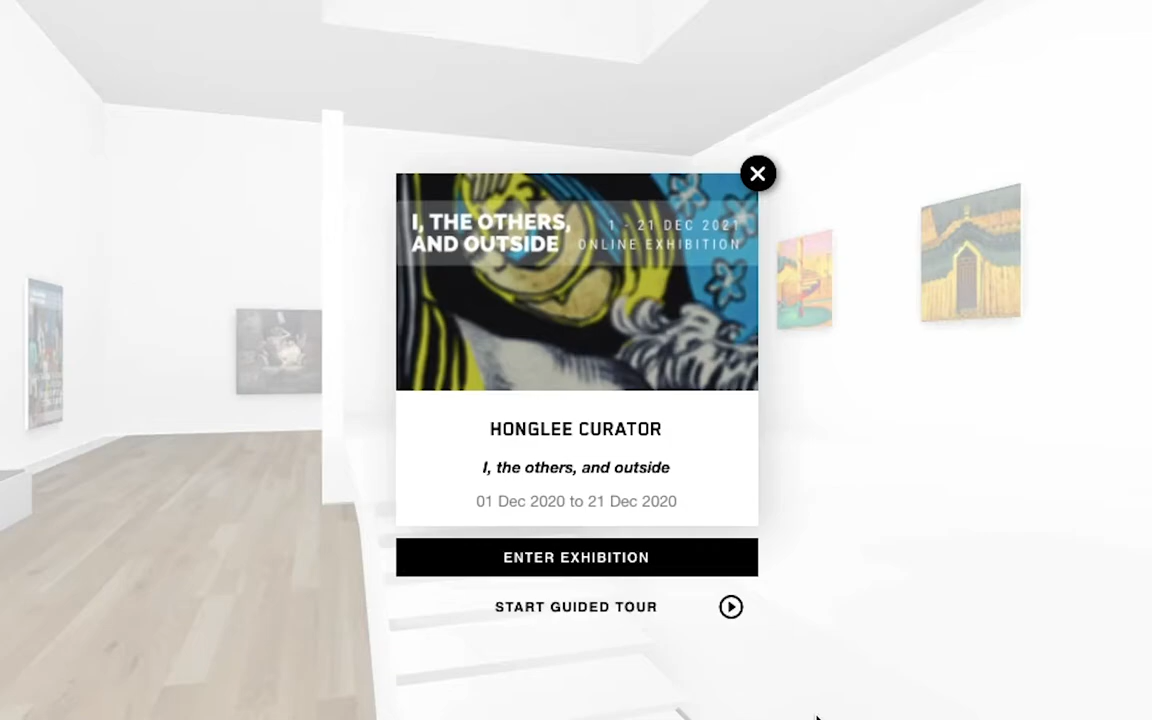 I, THE OTHERS,
AND OUTSIDE
1 - 21 DEC 2021
ONLINE EXHIBITION
HONGLEE CURATOR
I, the others, and outside
01 Dec 2020 to 21 Dec 2020
ENTER EXHIBITION
START GUIDED TOUR